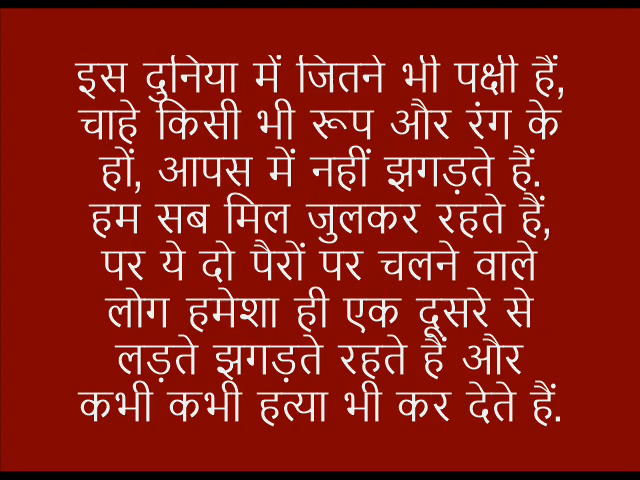 इस दुनिया में जितने भी पक्षी हैं,
चाहे किसी भी रूप और रंग के
हों, आपस में नहीं झगड़ते हैं.
हम सब मिल जुलकर रहते हैं,
पर ये दो पैरों पर चलने वाले
लोग हमेशा ही एक दूसरे से
लड़ते झगड़ते रहते हैं और
कभी कभी हत्या भी कर देते हैं.